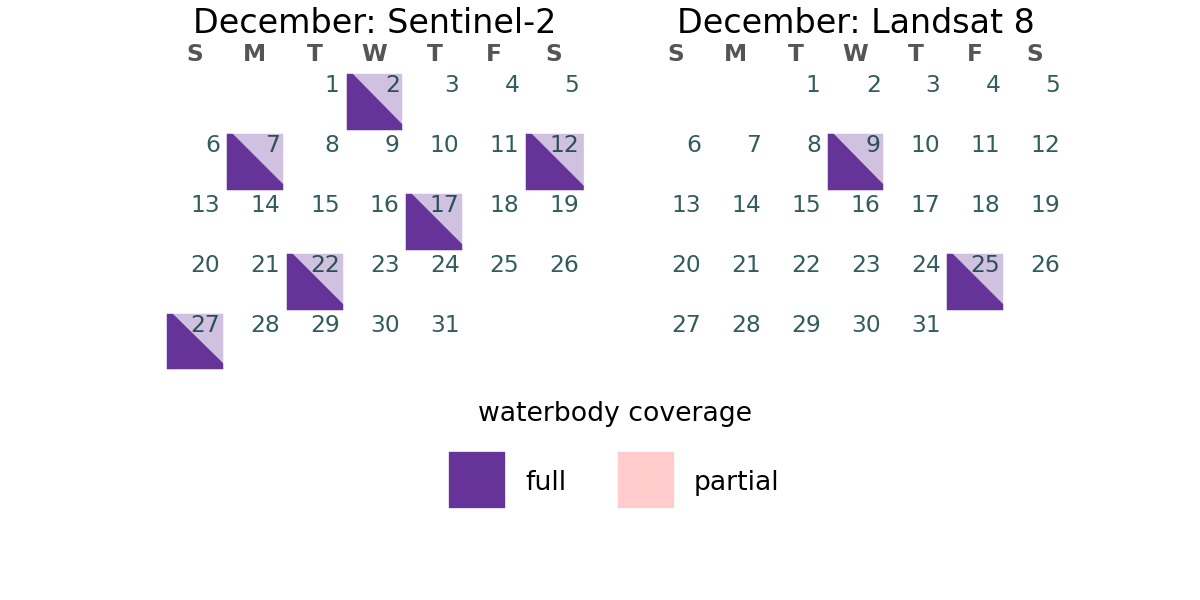 December: Sentinel-2
S M T W T F S
1 2 3 4 5
6 7 8 9 10 11 12
13 14 15 16 17 18 19
20 21 22 23 24 25 26
27 28 29 30 31
December: Landsat 8
S M T W T F S
1 2 3 4 5
6 7 8 9 10 11 12
13 14 15 16 17 18 19
20 21 22 23 24 25 26
27 28 29 30 31
waterbody coverage
full partial